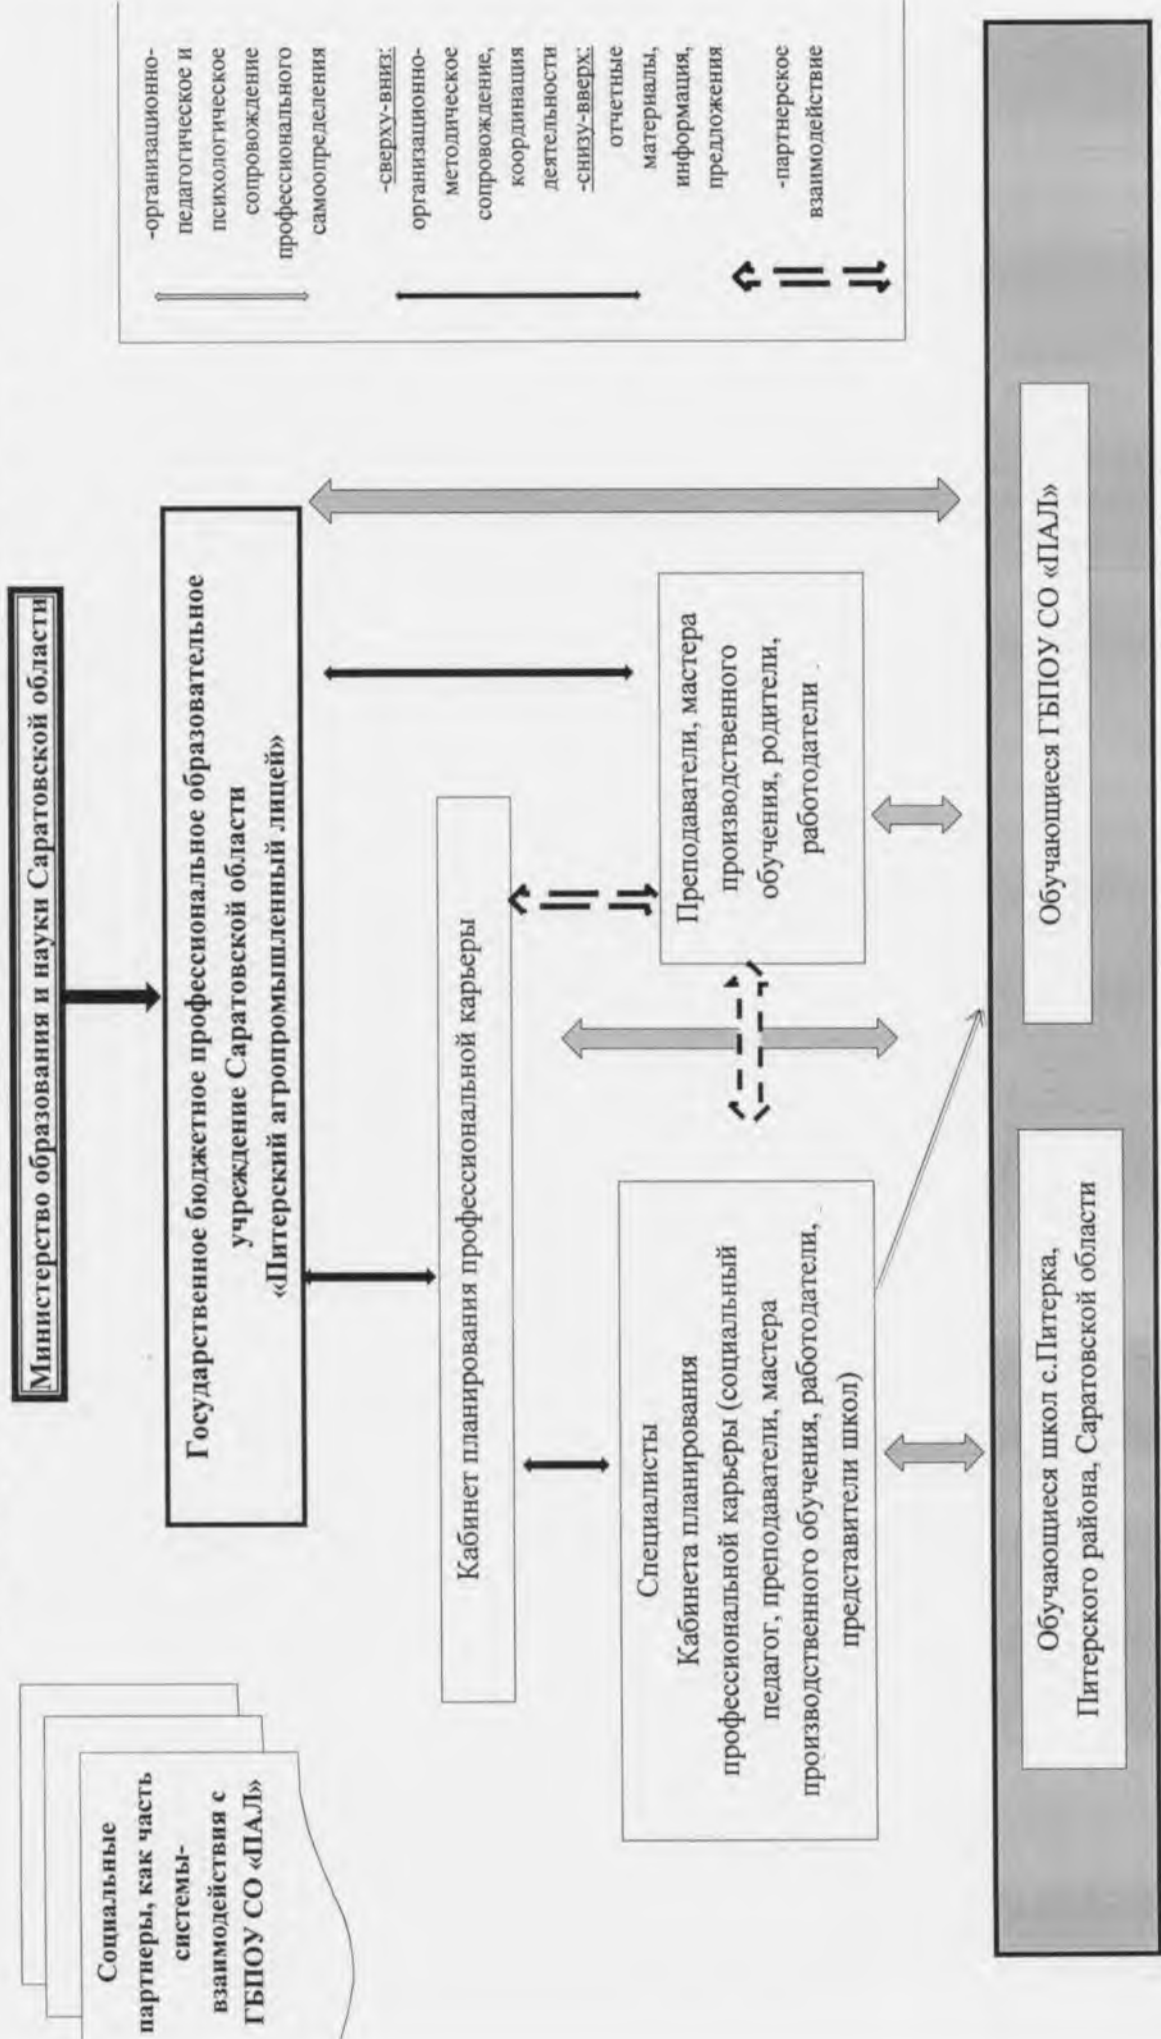 Министерство образования и науки Саратовской области
Социальные
партнеры, как часть
системы-
взаимодействия с
ГБПОУ СО «ПАЛ»
Государственное бюджетное профессиональное образовательное
учреждение Саратовской области
«Питерский агропромышленный лицей»
Кабинет планирования профессиональной карьеры
Специалисты
Кабинета планирования
профессиональной карьеры (социальный
педагог, преподаватели, мастера
производственного обучения, работодатели,
представители школ)
Преподаватели, мастера
производственного
обучения, родители,
работодатели
Обучающиеся школ с.Питерка,
Питерского района, Саратовской области
Обучающиеся ГБПОУ СО «ПАЛ»
-организационно-
педагогическое и
психологическое
сопровождение
профессионального
самоопределения
-сверху-вниз:
организационно-
методическое
сопровождение,
координация
деятельности
-снизу-вверх:
отчетные
материалы,
информация,
предложения
-партнерское
взаимодействие